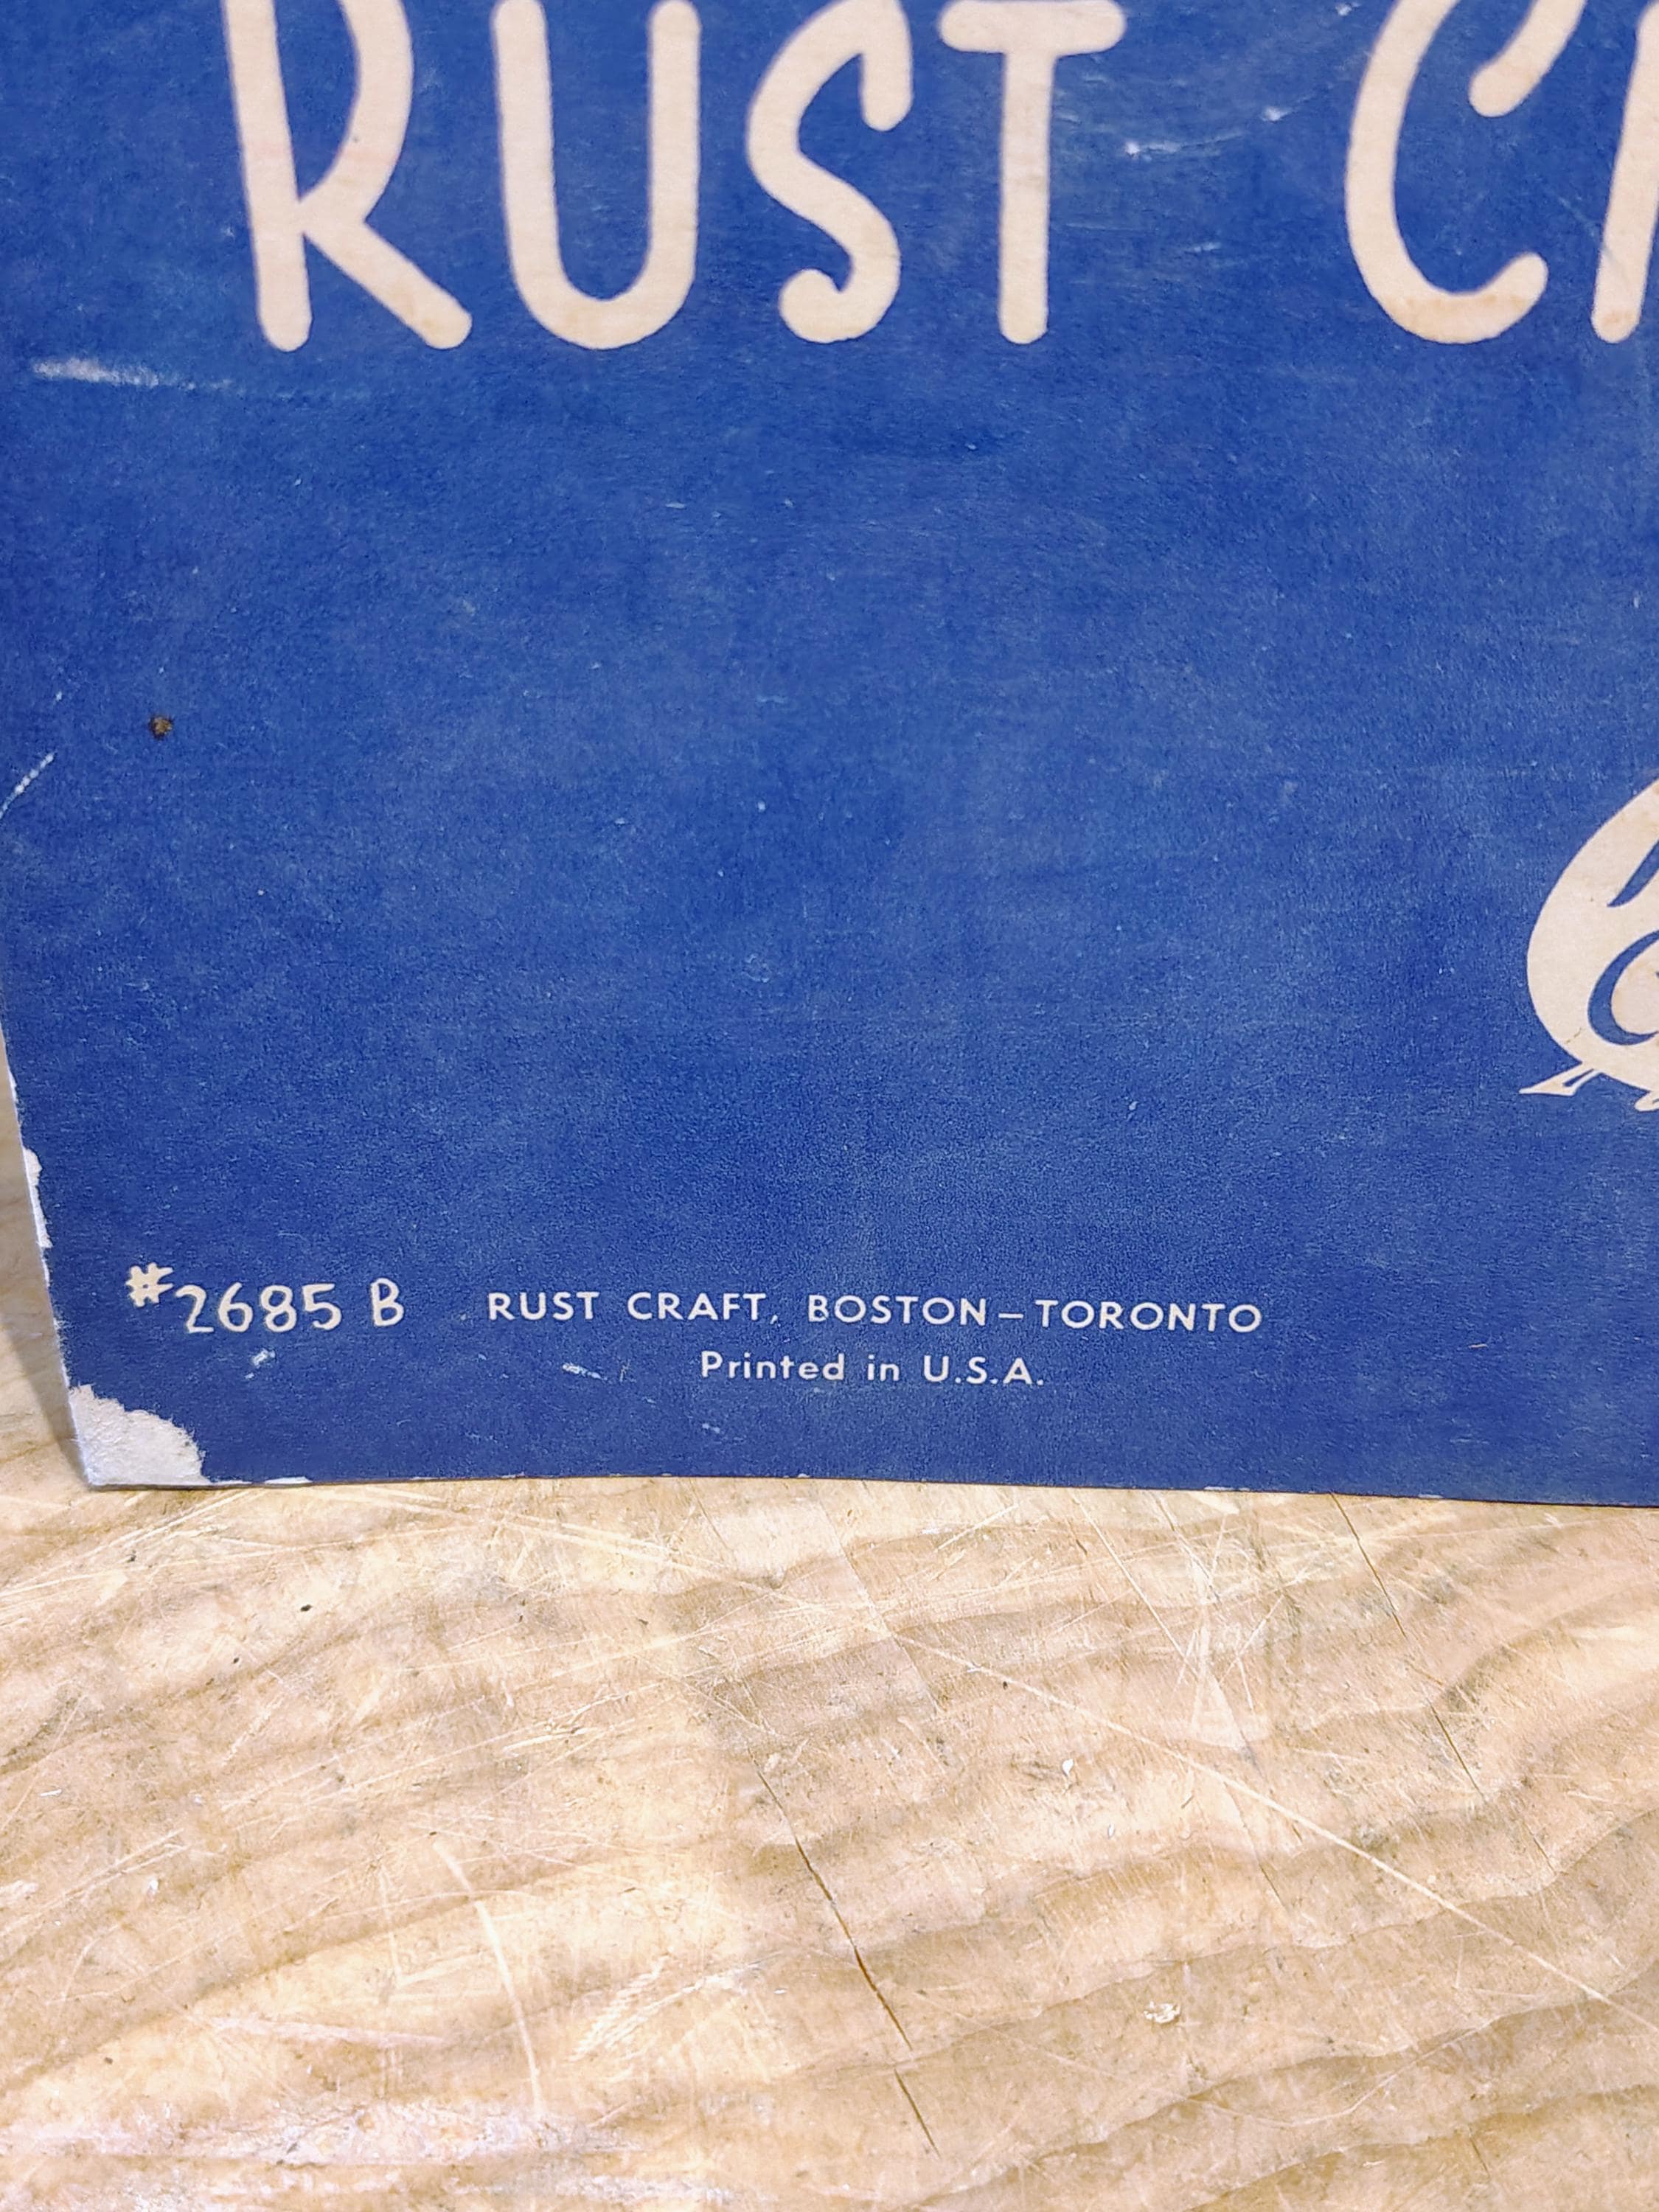 RUST
#2685 B RUST CRAFT, BOSTON–TORONTO
Printed in U.S.A.